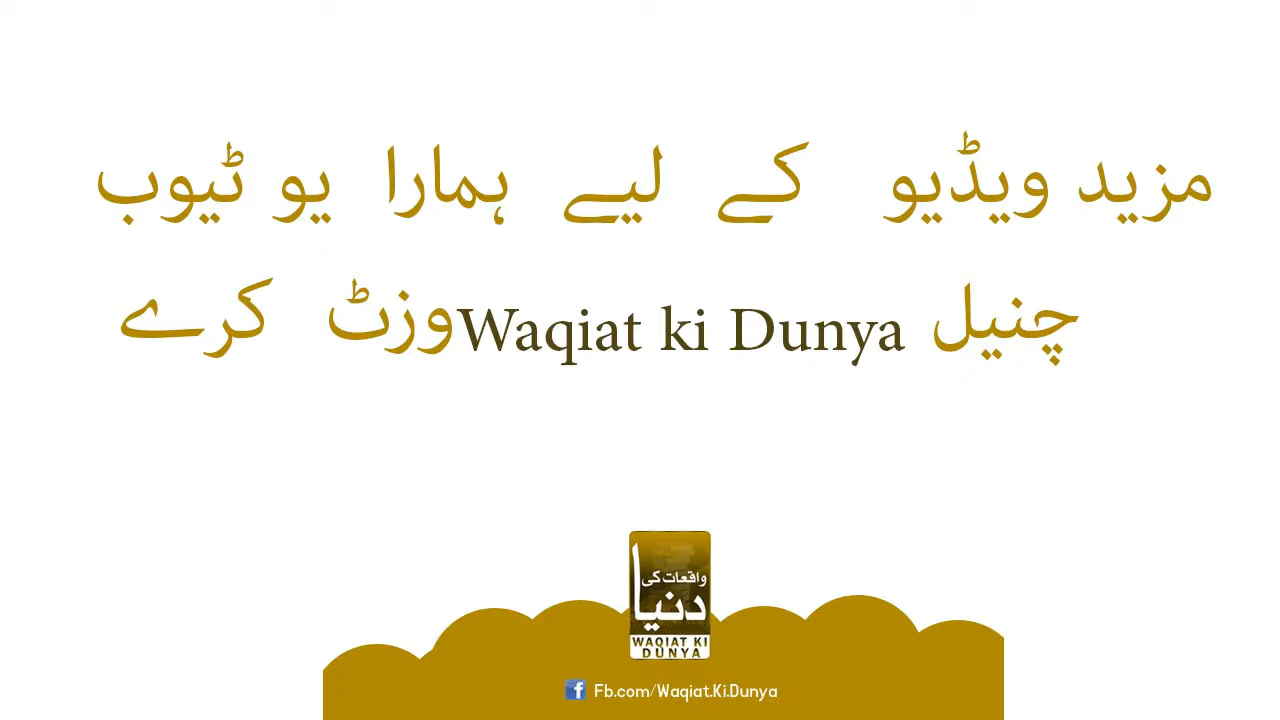 مزید ویڈیو کے لیے ہمارا یو ٹیوب
چنیل Waqiat ki Dunya وزٹ کرے
واقعات کی
دنیا
WAQIAT KI
DUNYA
Fb.com/Waqiat.Ki.Dunya